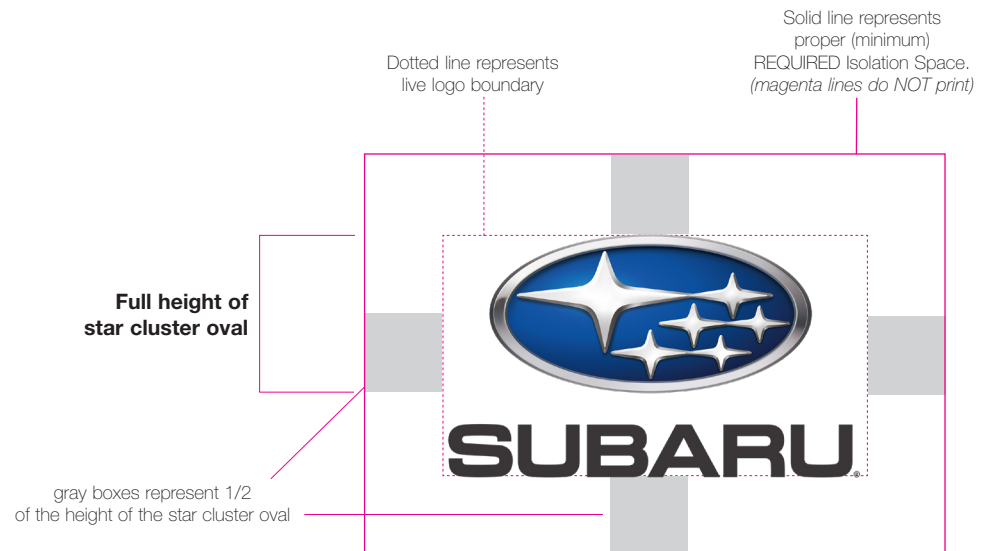 Solid line represents
proper (minimum)
REQUIRED Isolation Space.
(magenta lines do NOT print)
Dotted line represents
live logo boundary
Full height of
star cluster oval
SUBARU®
gray boxes represent 1/2
of the height of the star cluster oval